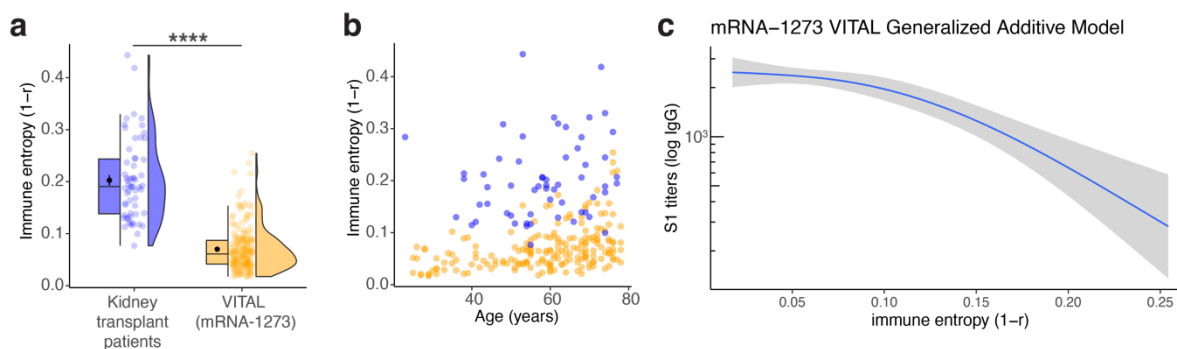 a
****
Immune entropy (1-r)
0.4
0.3
0.2
0.1
0.0
Kidney
transplant
patients
VITAL
(mRNA-1273)
b
Immune entropy (1-r)
0.4
0.3
0.2
0.1
0.0
40
60
80
Age (years)
c
mRNA−1273 VITAL Generalized Additive Model
S1 titers (log IgG)
10³
0.05
0.10
0.15
0.20
0.25
immune entropy (1-r)